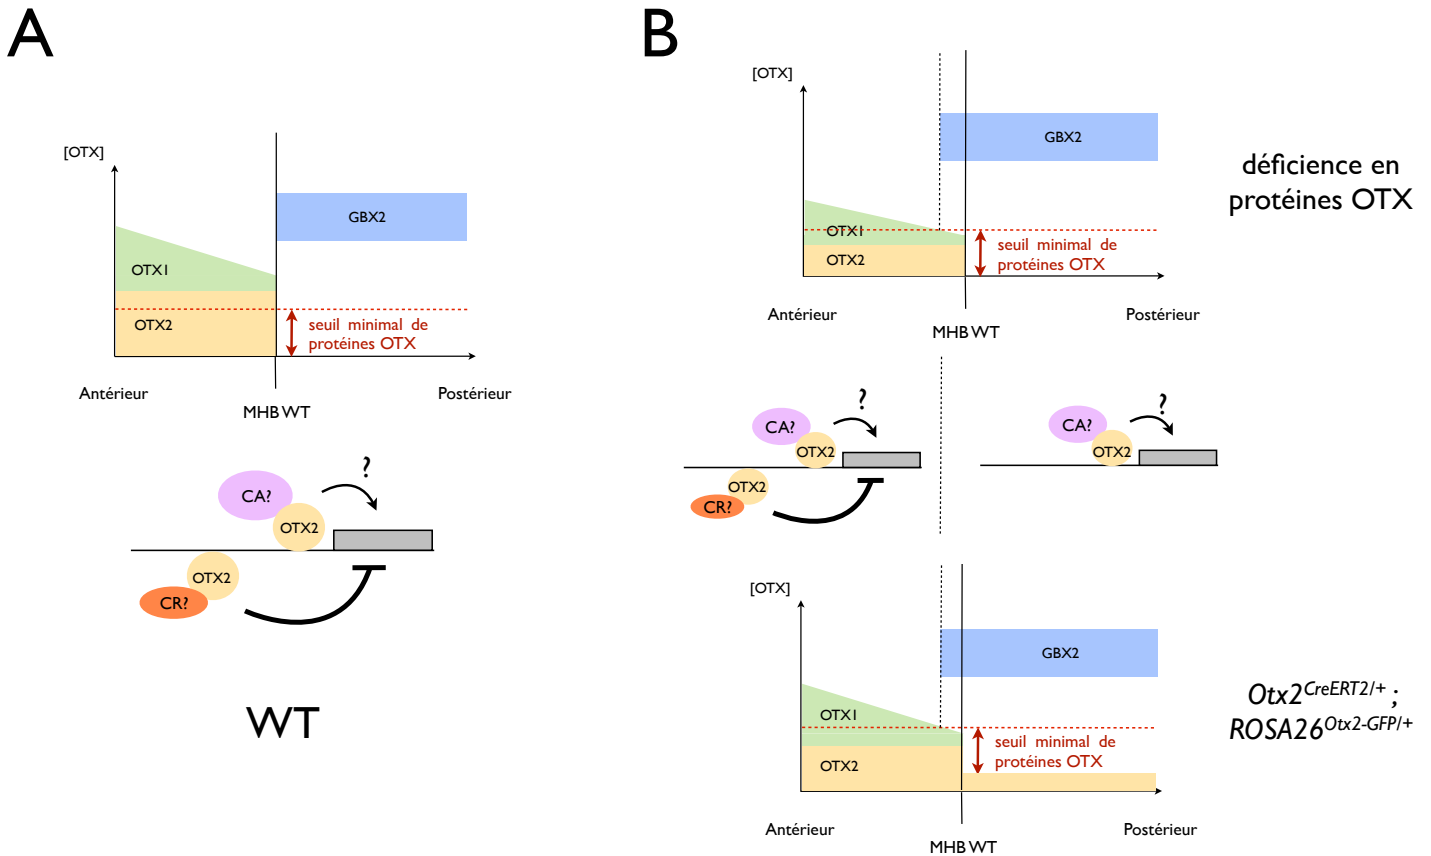 A
[OTX]
GBX2
OTX1
OTX2
seuil minimal de
protéines OTX
Antérieur
Postérieur
MHB WT
?
CA?
OTX2
OTX2
CR?
WT
B
[OTX]
GBX2
OTX1
OTX2
seuil minimal de
protéines OTX
Antérieur
Postérieur
MHB WT
déficience en
protéines OTX
?
CA?
OTX2
OTX2
CR?
?
CA?
OTX2
[OTX]
GBX2
OTX1
OTX2
seuil minimal de
protéines OTX
Antérieur
Postérieur
MHB WT
Otx2CreERT2/+ ;
ROSA26Otx2-GFP/+